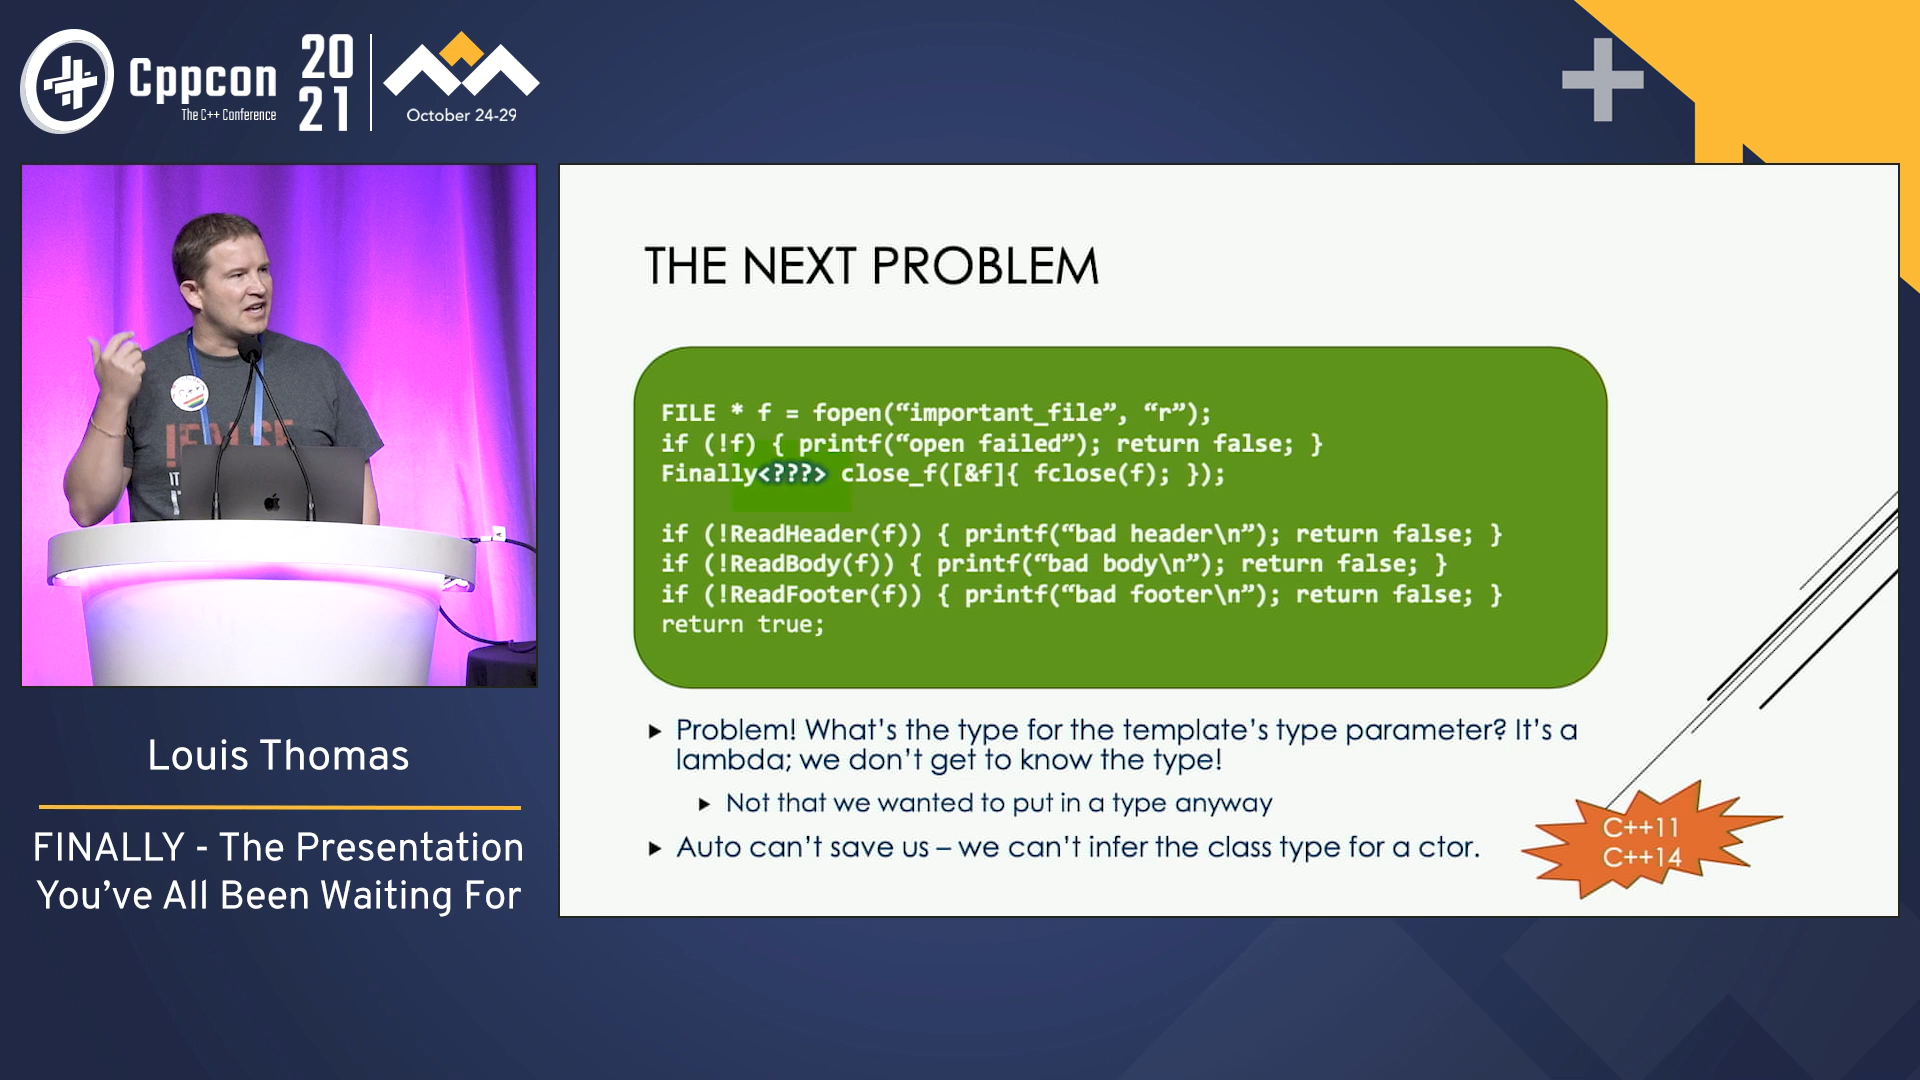 Cppcon
The C++ Conference
20
21
October 24-29
THE NEXT PROBLEM
FILE * f = fopen(“important_file”, “r”);
if (!f) { printf(“open failed”); return false; }
Finally<???> close_f([&f]{ fclose(f); });
if (!ReadHeader(f)) { printf(“bad header\n”); return false; }
if (!ReadBody(f)) { printf(“bad body\n”); return false; }
if (!ReadFooter(f)) { printf(“bad footer\n”); return false; }
return true;
Problem! What’s the type for the template’s type parameter? It’s a
lambda; we don’t get to know the type!
Not that we wanted to put in a type anyway
Auto can’t save us – we can’t infer the class type for a ctor.
C++11
C++14
!FALSE
IT
Louis Thomas
FINALLY - The Presentation
You’ve All Been Waiting For